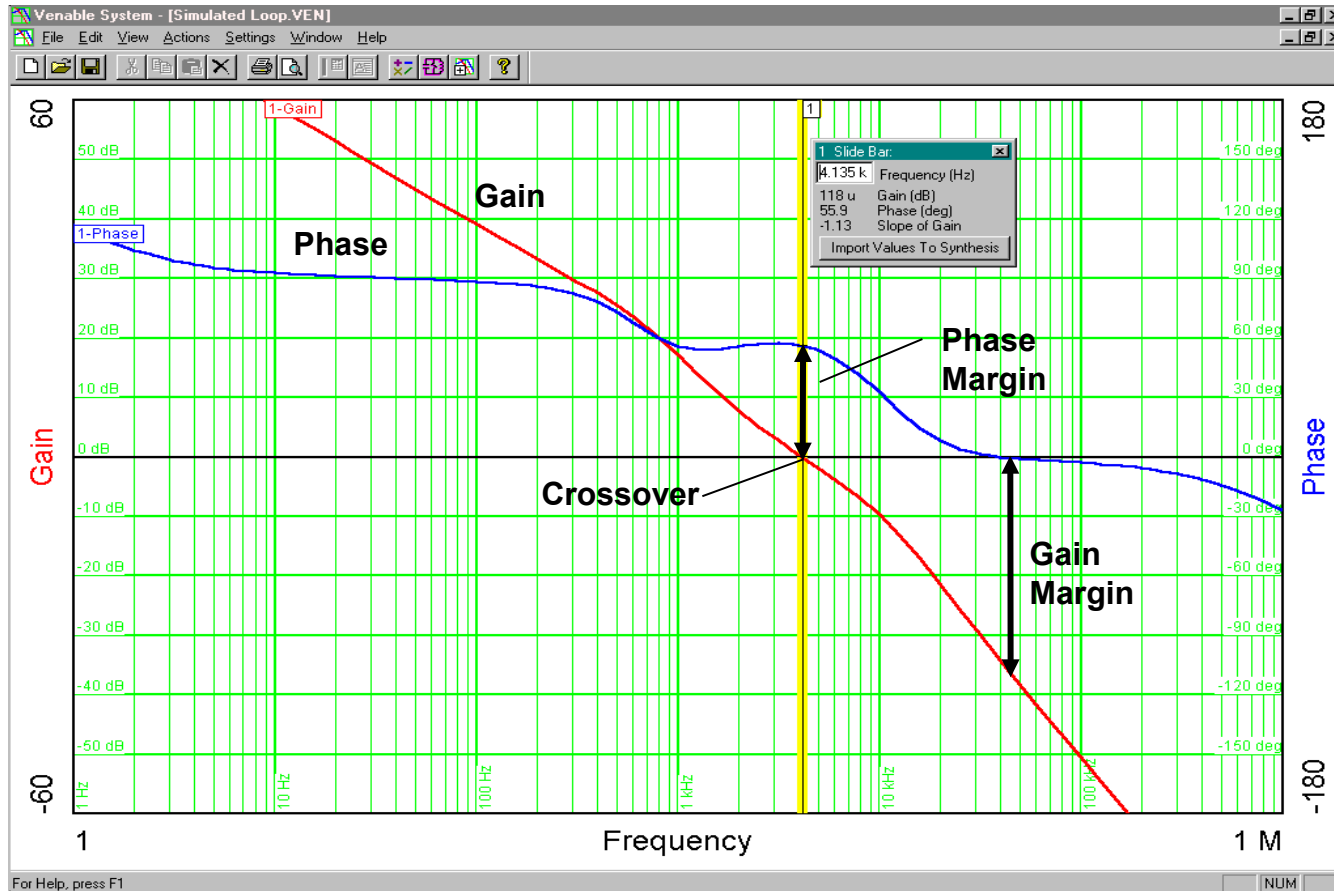 Venable System - [Simulated Loop.VEN]
File Edit View Actions Settings Window Help
60
180
1-Gain
1
50 dB
150 deg
1 Slide Bar:
4.135 k Frequency (Hz)
118 u Gain (dB)
55.9 Phase (deg)
-1.13 Slope of Gain
Import Values To Synthesis
Gain
40 dB
120 deg
1-Phase
Phase
30 dB
90 deg
20 dB
60 deg
Phase
Margin
10 dB
30 deg
0 dB
0 deg
Gain
Phase
Crossover
-10 dB
-30 deg
Gain
Margin
-20 dB
-60 deg
-30 dB
-90 deg
-40 dB
-120 deg
-50 dB
-150 deg
-60
-180
1 Hz
10 Hz
100 Hz
1 kHz
10 kHz
100 kHz
1
Frequency
1 M
For Help, press F1
NUM